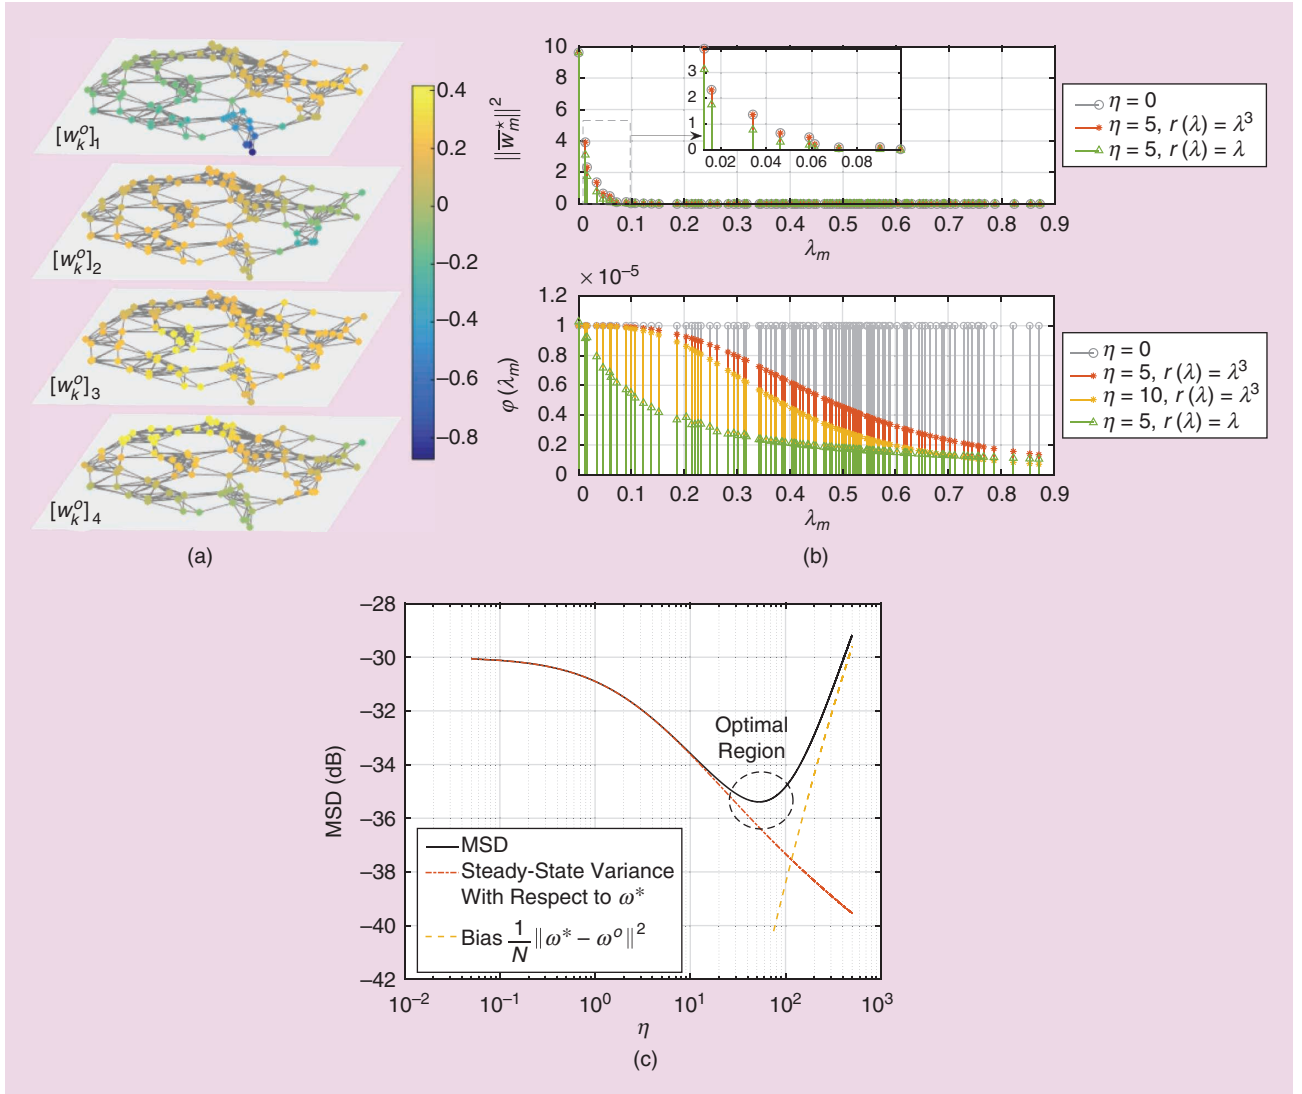 [w_k^o]_1
[w_k^o]_2
[w_k^o]_3
[w_k^o]_4
0.4
0.2
0
−0.2
−0.4
−0.6
−0.8
(a)
‖w̅_m^⋆‖²
10
8
6
4
2
0
3
2
1
0
0.02 0.04 0.06 0.08
0 0.1 0.2 0.3 0.4 0.5 0.6 0.7 0.8 0.9
λ_m
η = 0
η = 5, r (λ) = λ³
η = 5, r (λ) = λ
× 10⁻⁵
φ (λ_m)
1.2
1
0.8
0.6
0.4
0.2
0
0 0.1 0.2 0.3 0.4 0.5 0.6 0.7 0.8 0.9
λ_m
η = 0
η = 5, r (λ) = λ³
η = 10, r (λ) = λ³
η = 5, r (λ) = λ
(b)
MSD (dB)
−28
−30
−32
−34
−36
−38
−40
−42
Optimal
Region
MSD
Steady-State Variance
With Respect to ω*
Bias 1/N ‖ω* − ω^o‖²
10⁻² 10⁻¹ 10⁰ 10¹ 10² 10³
η
(c)